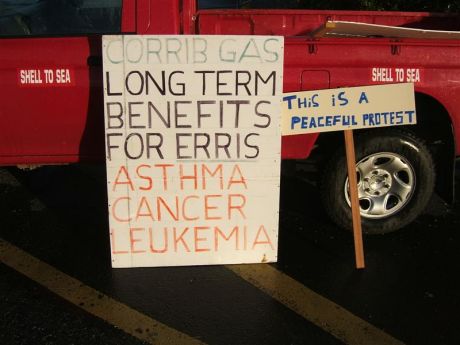 SHELL TO SEA
CORRIB GAS
LONG TERM
BENEFITS
FOR ERRIS
ASTHMA
CANCER
LEUKEMIA
SHELL TO SEA
THiS iS A
PEACEFUL PROTEST